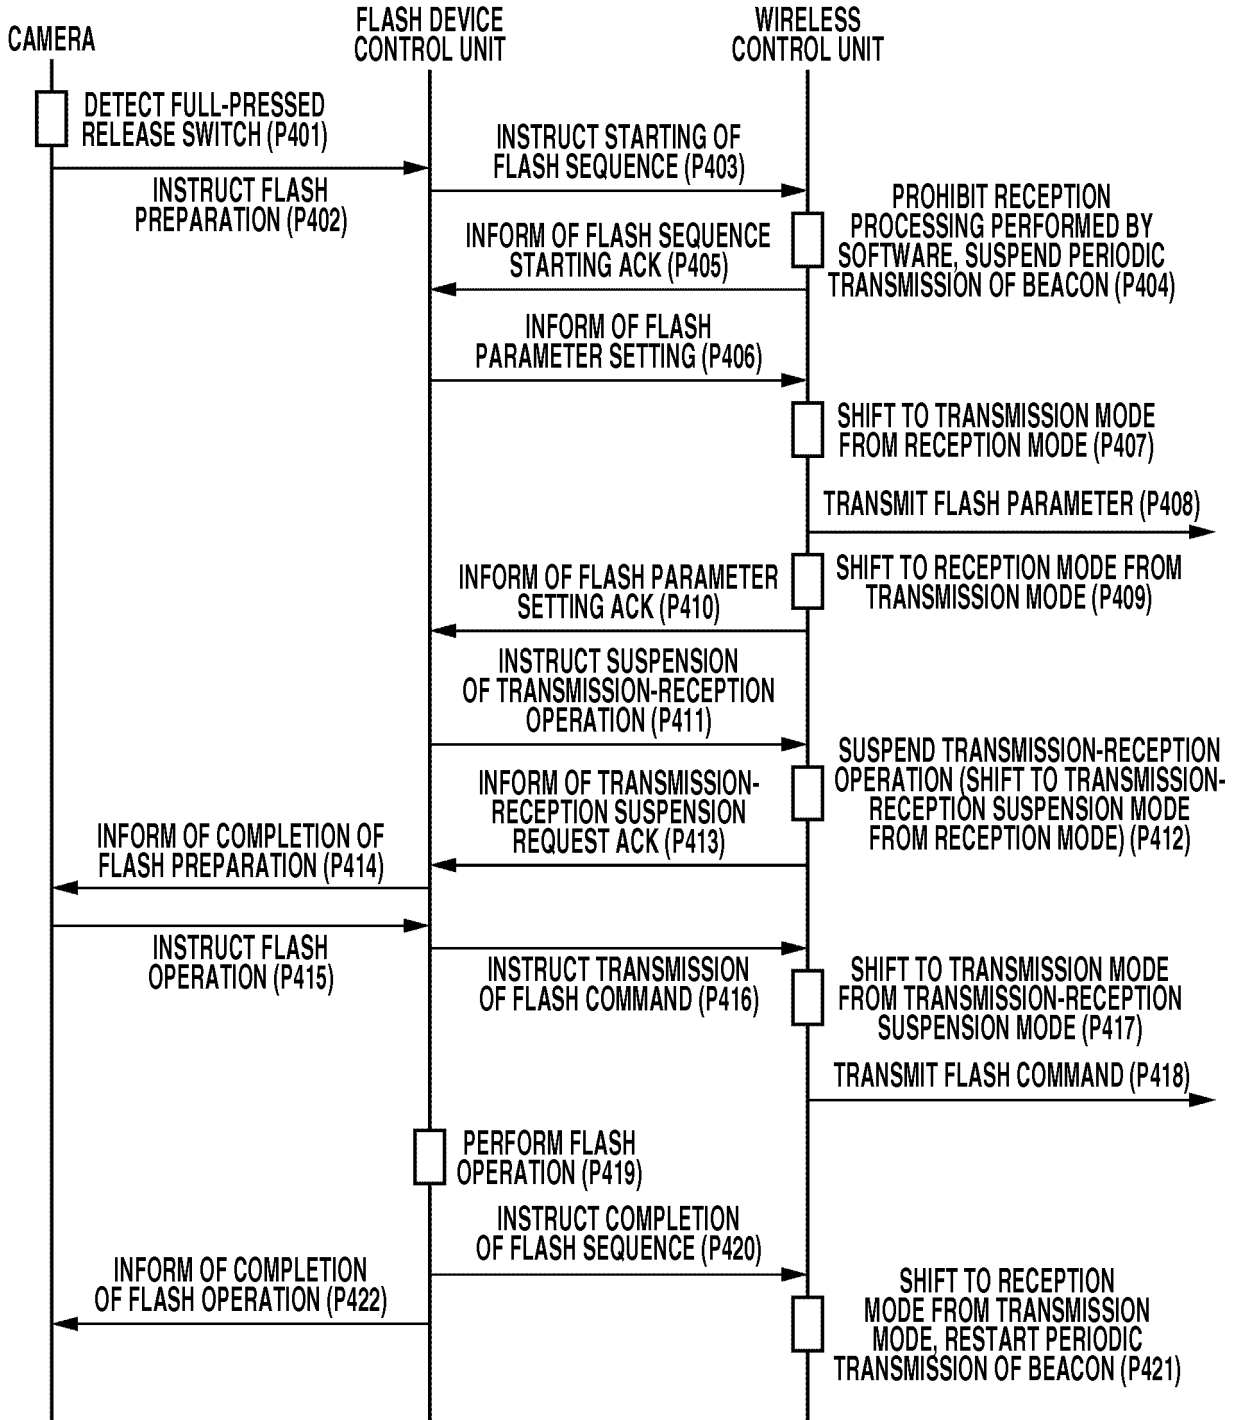 CAMERA
FLASH DEVICE
CONTROL UNIT
WIRELESS
CONTROL UNIT
DETECT FULL-PRESSED
RELEASE SWITCH (P401)
INSTRUCT FLASH
PREPARATION (P402)
INSTRUCT STARTING OF
FLASH SEQUENCE (P403)
PROHIBIT RECEPTION
PROCESSING PERFORMED BY
SOFTWARE, SUSPEND PERIODIC
TRANSMISSION OF BEACON (P404)
INFORM OF FLASH SEQUENCE
STARTING ACK (P405)
INFORM OF FLASH
PARAMETER SETTING (P406)
SHIFT TO TRANSMISSION MODE
FROM RECEPTION MODE (P407)
TRANSMIT FLASH PARAMETER (P408)
SHIFT TO RECEPTION MODE FROM
TRANSMISSION MODE (P409)
INFORM OF FLASH PARAMETER
SETTING ACK (P410)
INSTRUCT SUSPENSION
OF TRANSMISSION-RECEPTION
OPERATION (P411)
SUSPEND TRANSMISSION-RECEPTION
OPERATION (SHIFT TO TRANSMISSION-
RECEPTION SUSPENSION MODE
FROM RECEPTION MODE) (P412)
INFORM OF TRANSMISSION-
RECEPTION SUSPENSION
REQUEST ACK (P413)
INFORM OF COMPLETION OF
FLASH PREPARATION (P414)
INSTRUCT FLASH
OPERATION (P415)
INSTRUCT TRANSMISSION
OF FLASH COMMAND (P416)
SHIFT TO TRANSMISSION MODE
FROM TRANSMISSION-RECEPTION
SUSPENSION MODE (P417)
TRANSMIT FLASH COMMAND (P418)
PERFORM FLASH
OPERATION (P419)
INSTRUCT COMPLETION
OF FLASH SEQUENCE (P420)
SHIFT TO RECEPTION
MODE FROM TRANSMISSION
MODE, RESTART PERIODIC
TRANSMISSION OF BEACON (P421)
INFORM OF COMPLETION
OF FLASH OPERATION (P422)